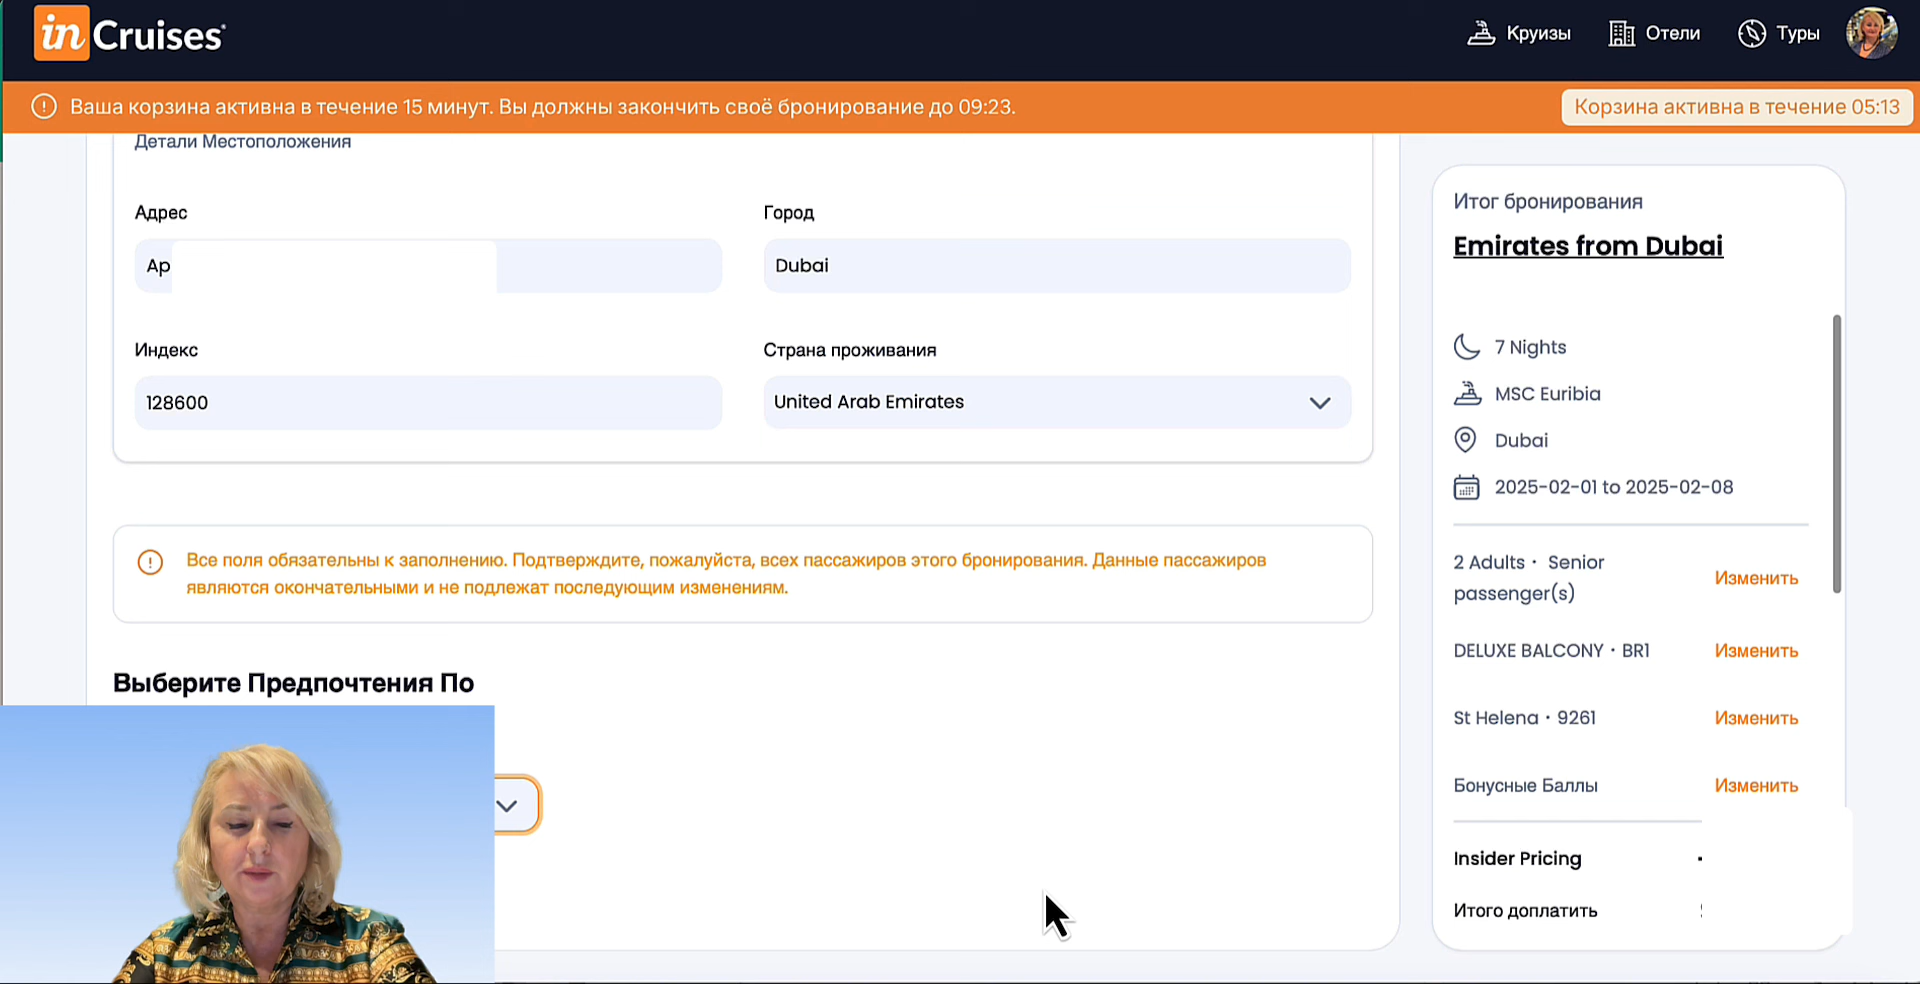 inCruises
Круизы
Отели
Туры
Ваша корзина активна в течение 15 минут. Вы должны закончить своё бронирование до 09:23.
Корзина активна в течение 05:13
Детали Местоположения
Адрес
Город
Ap
Dubai
Индекс
Страна проживания
128600
United Arab Emirates
Все поля обязательны к заполнению. Подтверждите, пожалуйста, всех пассажиров этого бронирования. Данные пассажиров
являются окончательными и не подлежат последующим изменениям.
Выберите Предпочтения По
Итог бронирования
Emirates from Dubai
7 Nights
MSC Euribia
Dubai
2025-02-01 to 2025-02-08
2 Adults · Senior
passenger(s)
Изменить
DELUXE BALCONY · BR1
Изменить
St Helena · 9261
Изменить
Бонусные Баллы
Изменить
Insider Pricing
Итого доплатить